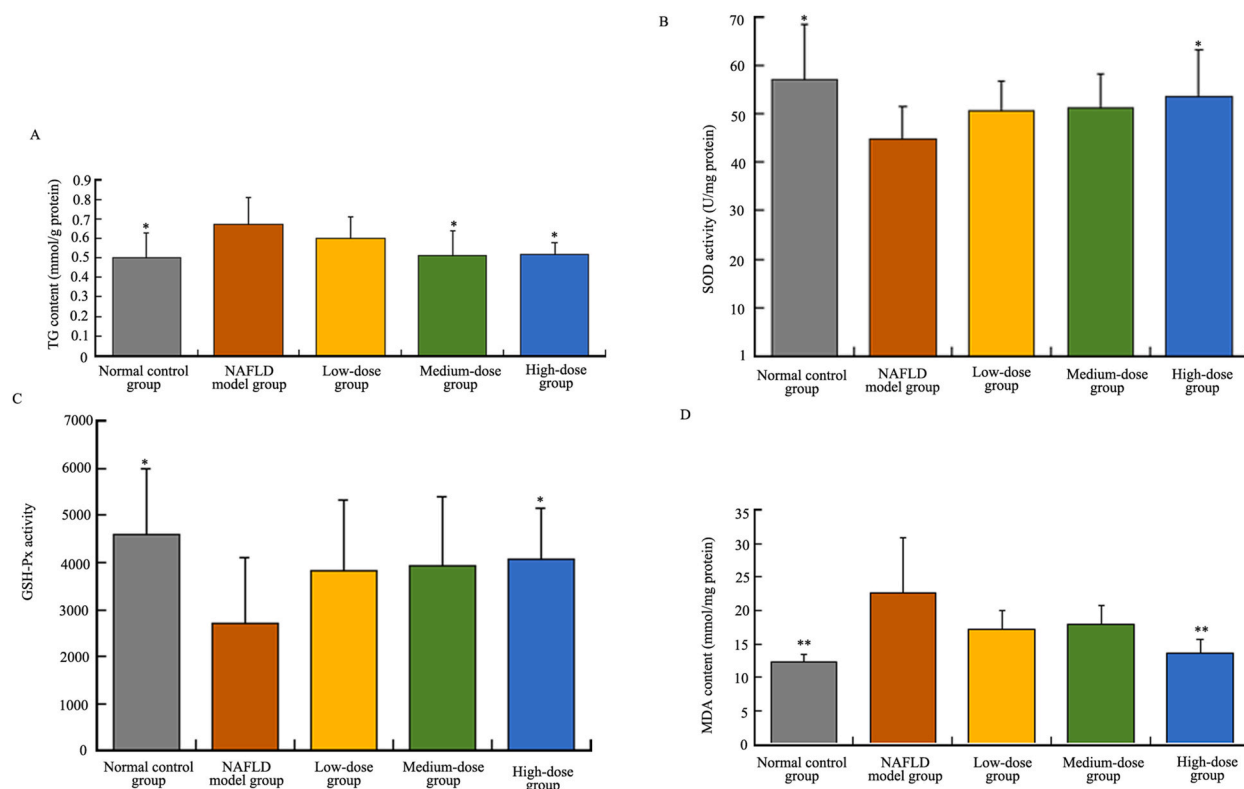 A
TG content (mmol/g protein)
0.9
0.8
0.7
0.6
0.5
0.4
0.3
0.2
0.1
0
*
*
*
Normal control
group
NAFLD
model group
Low-dose
group
Medium-dose
group
High-dose
group
B
SOD activity (U/mg protein)
70
60
50
40
30
20
10
1
*
*
Normal control
group
NAFLD
model group
Low-dose
group
Medium-dose
group
High-dose
group
C
GSH-Px activity
7000
6000
5000
4000
3000
2000
1000
0
*
*
Normal control
group
NAFLD
model group
Low-dose
group
Medium-dose
group
High-dose
group
D
MDA content (mmol/mg protein)
35
30
25
20
15
10
5
0
**
**
Normal control
group
NAFLD
model group
Low-dose
group
Medium-dose
group
High-dose
group